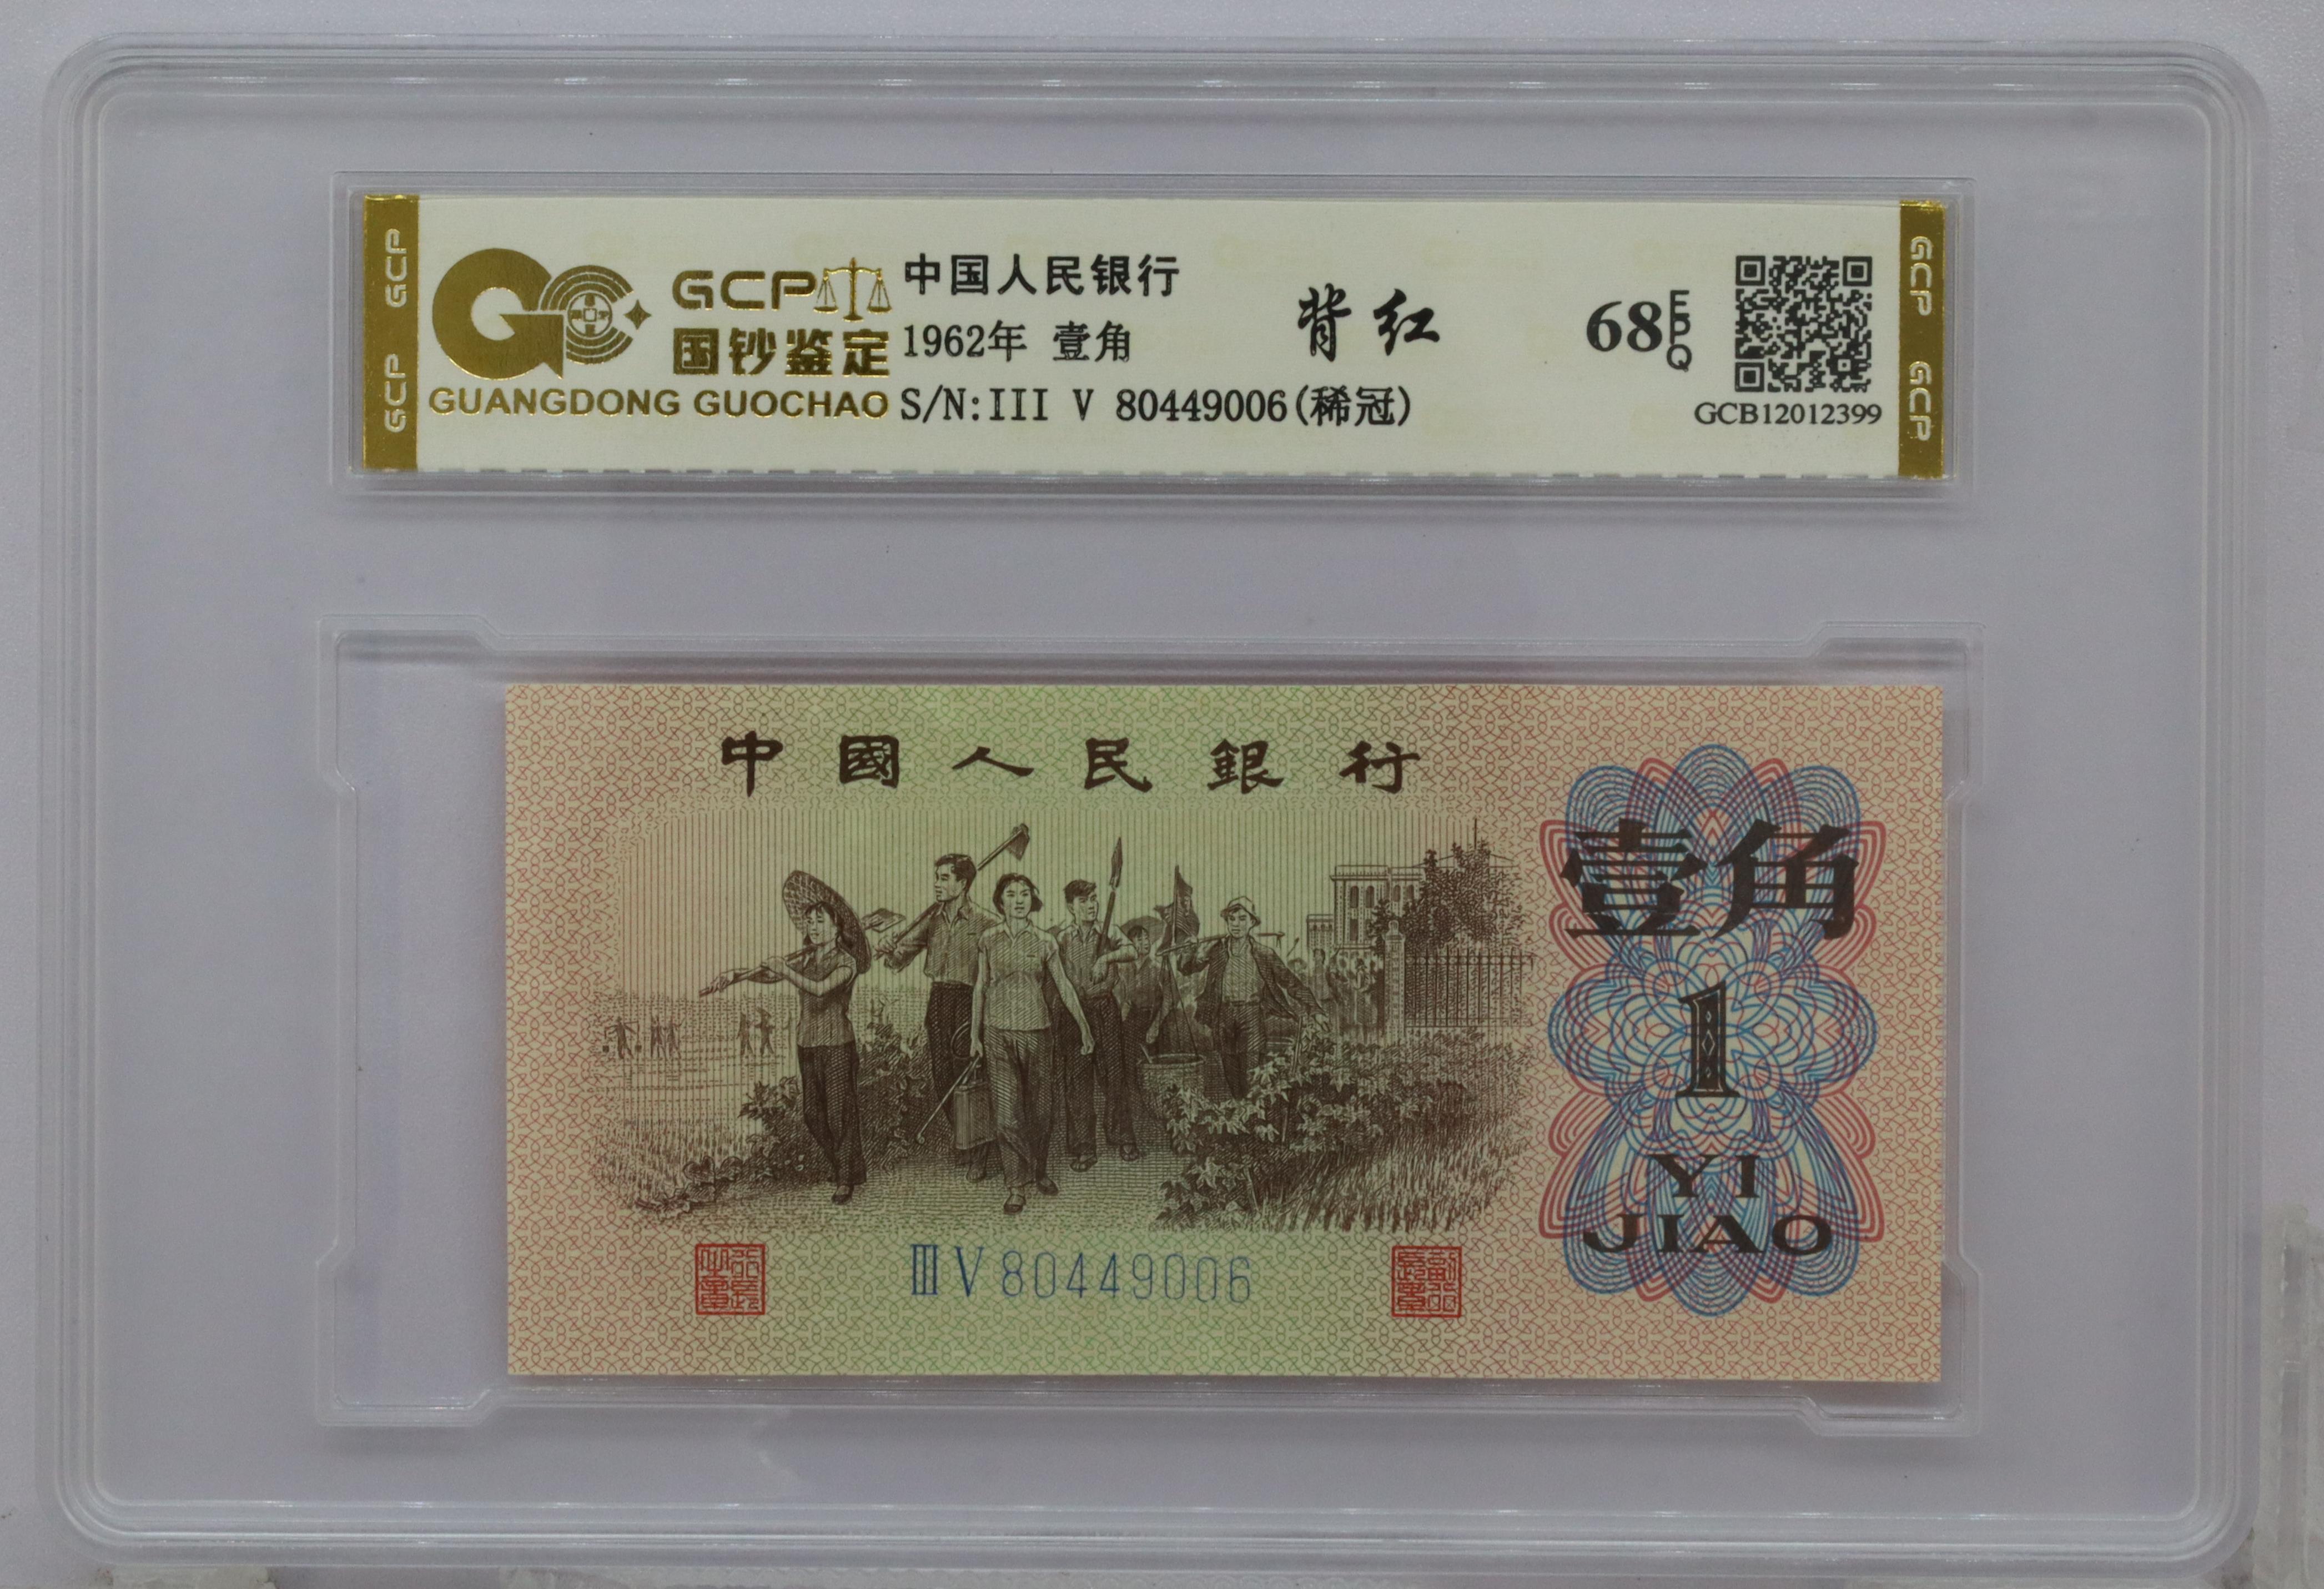 GCP GCP
GCP
国钞鉴定
GUANGDONG GUOCHAO
中国人民银行
1962年 壹角
S/N:III V 80449006(稀冠)
背红
68 EPQ
GCB12012399
GCP GCP
中國人民銀行
壹角
1
YI
JIAO
III V 80449006